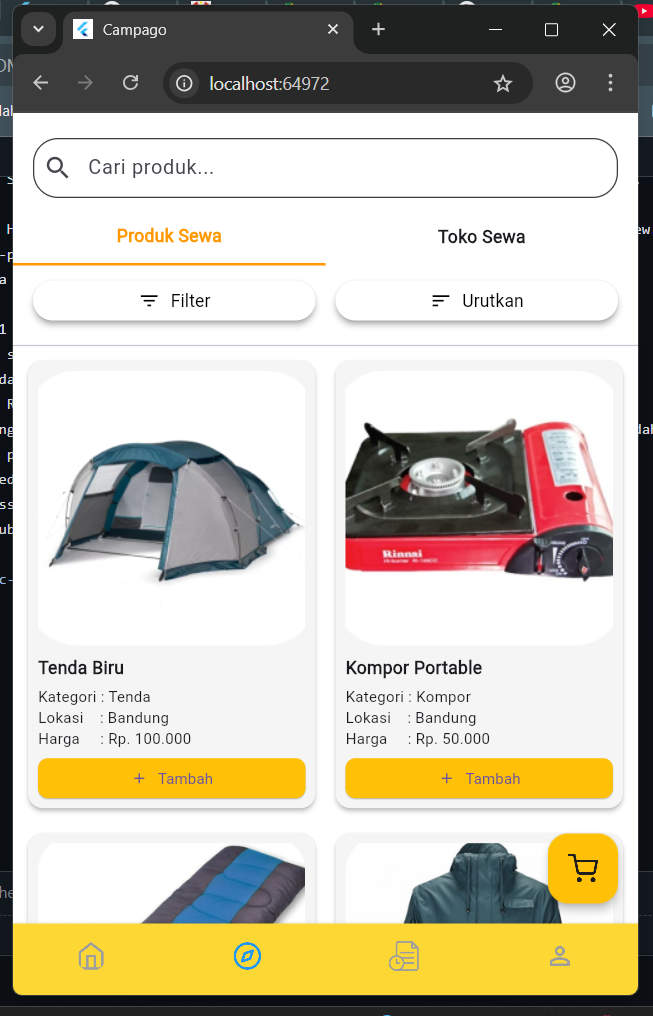 Campago
localhost:64972
Cari produk...
Produk Sewa
Toko Sewa
Filter
Urutkan
Rinnai
Tenda Biru
Kategori : Tenda
Lokasi : Bandung
Harga : Rp. 100.000
+ Tambah
Kompor Portable
Kategori : Kompor
Lokasi : Bandung
Harga : Rp. 50.000
+ Tambah